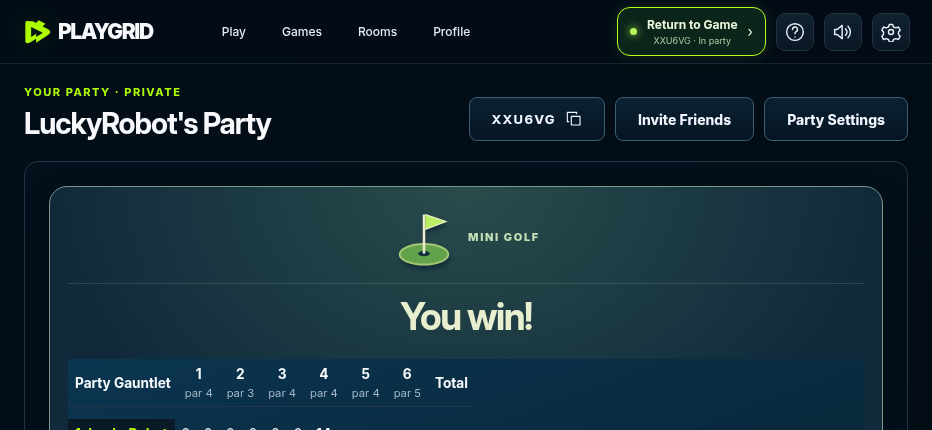 PLAYGRID
Play Games Rooms Profile
Return to Game
XXU6VG · In party
YOUR PARTY · PRIVATE
LuckyRobot's Party
XXU6VG
Invite Friends
Party Settings
MINI GOLF
You win!
Party Gauntlet 1 2 3 4 5 6 Total
par 4 par 3 par 4 par 4 par 4 par 5